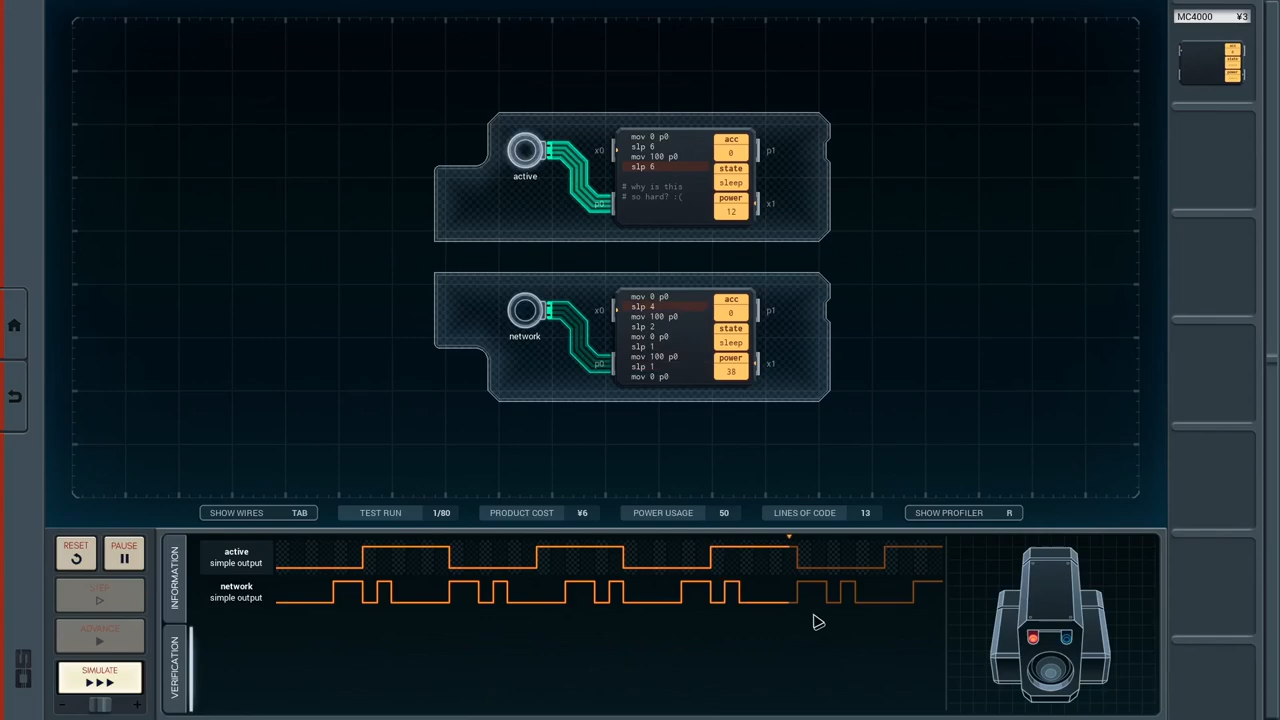 MC4000 ¥3
acc
state
power
active
x0
p0
mov 0 p0
slp 6
mov 100 p0
slp 6
# why is this
# so hard? :(
acc
0
state
sleep
power
12
p1
x1
network
x0
p0
mov 0 p0
slp 4
mov 100 p0
slp 2
mov 0 p0
slp 1
mov 100 p0
slp 1
mov 0 p0
acc
0
state
sleep
power
38
p1
x1
SHOW WIRES TAB
TEST RUN 1/80
PRODUCT COST ¥6
POWER USAGE 50
LINES OF CODE 13
SHOW PROFILER R
RESET
PAUSE
STEP
ADVANCE
SIMULATE
- +
INFORMATION
VERIFICATION
active
simple output
network
simple output